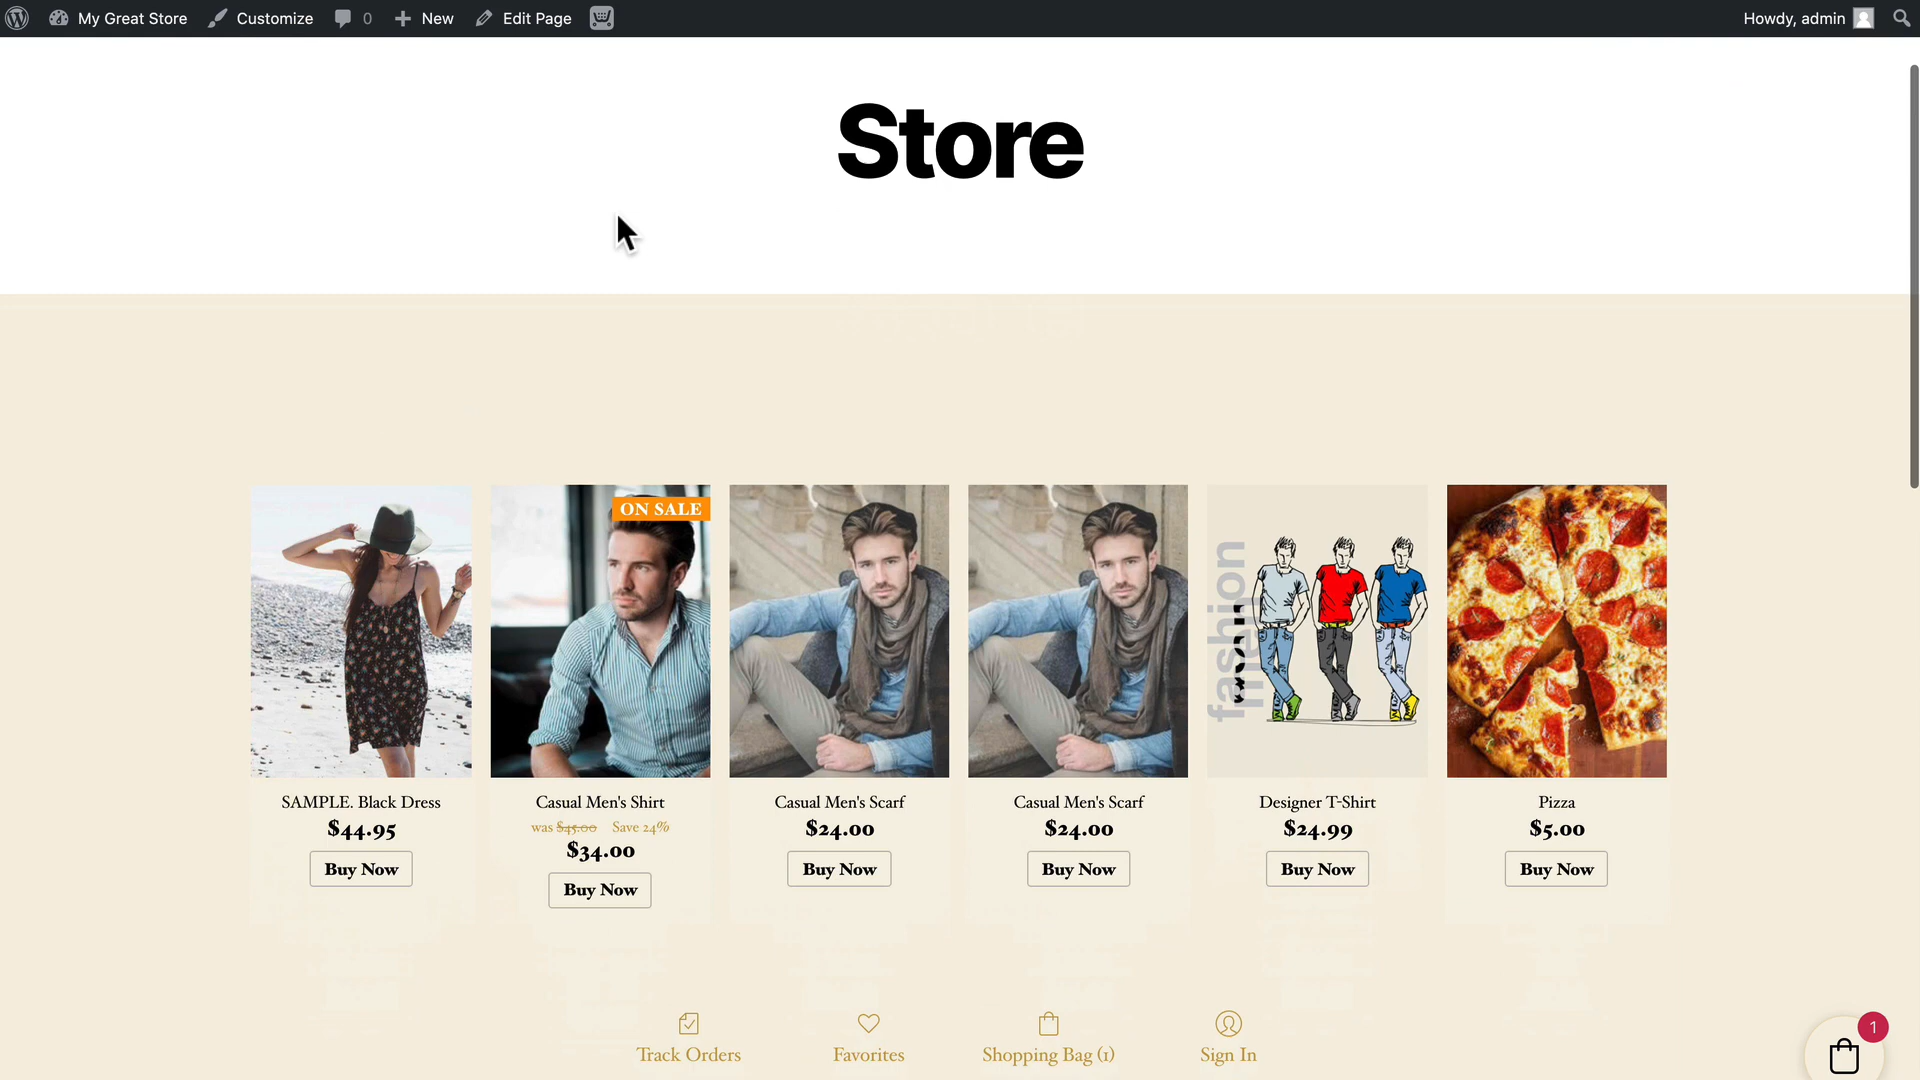 My Great Store Customize 0 New Edit Page Howdy, admin
Store
ON SALE
fashion
SAMPLE. Black Dress
$44.95
Buy Now
Casual Men's Shirt
was $45.00 Save 24%
$34.00
Buy Now
Casual Men's Scarf
$24.00
Buy Now
Casual Men's Scarf
$24.00
Buy Now
Designer T-Shirt
$24.99
Buy Now
Pizza
$5.00
Buy Now
Track Orders
Favorites
Shopping Bag (1)
Sign In
1